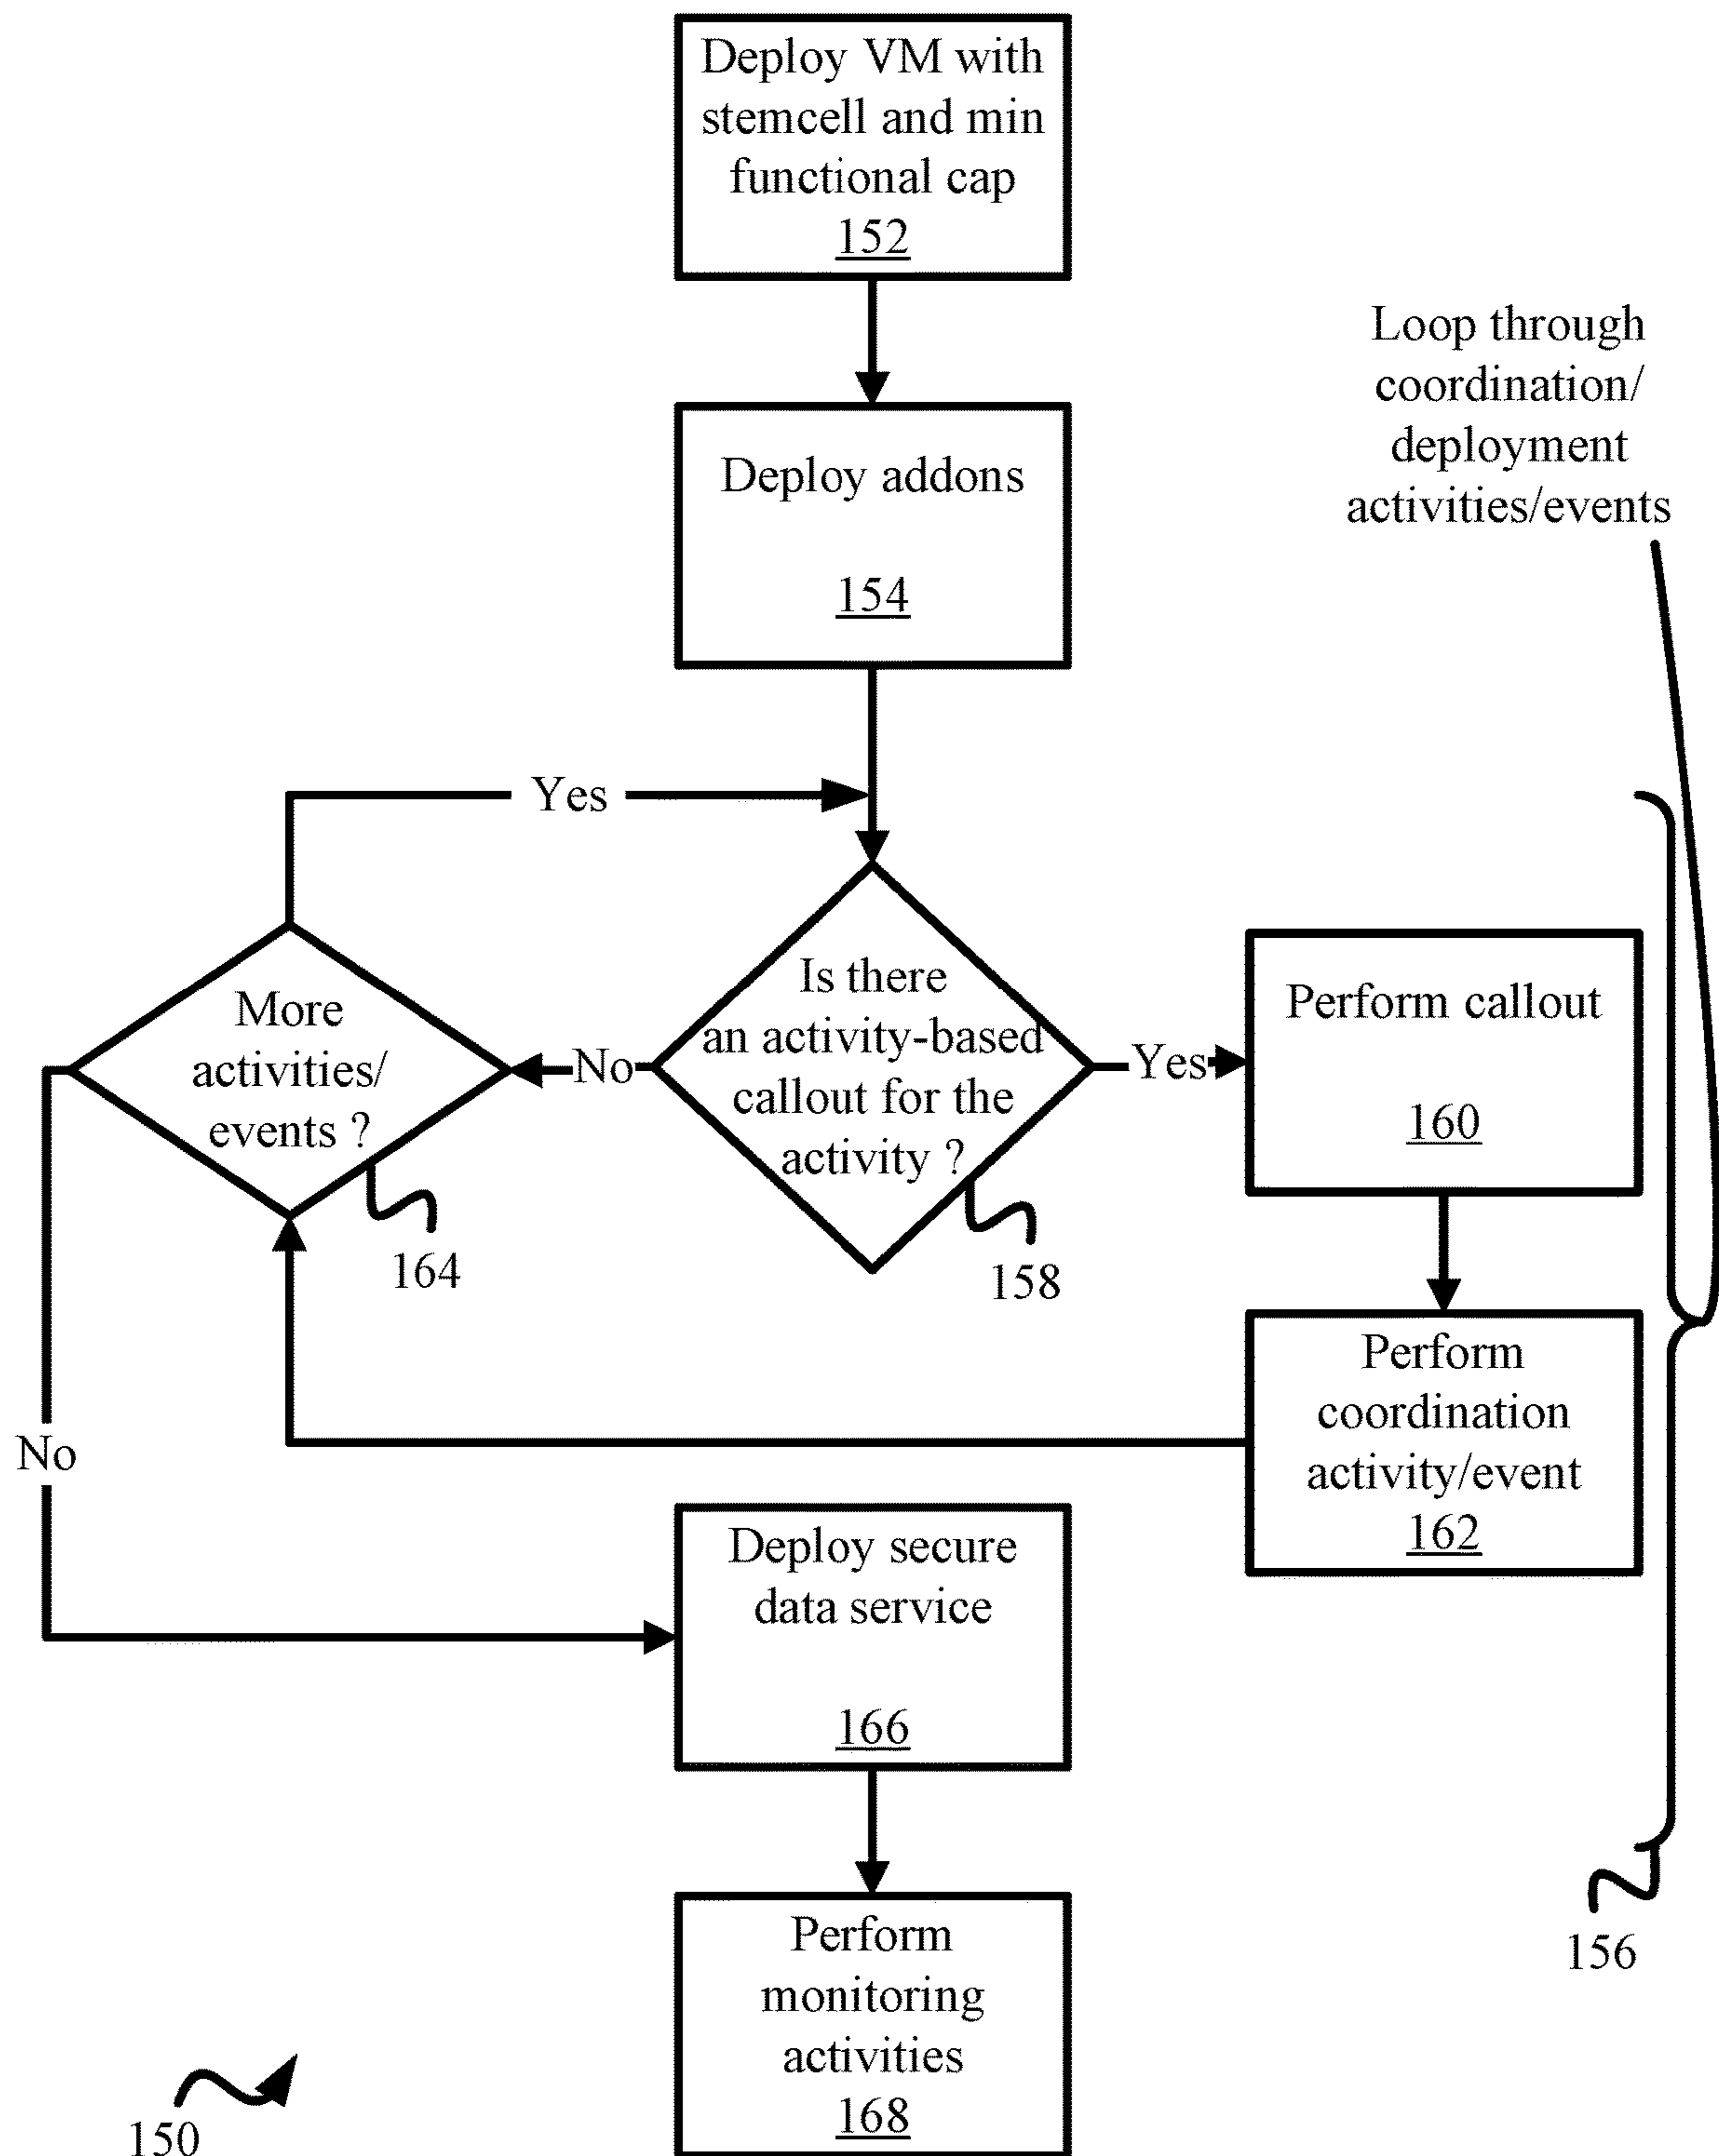 Deploy VM with
stemcell and min
functional cap
152
Loop through
coordination/
deployment
activities/events
Deploy addons
154
Yes
More
activities/
events ?
164
No
Is there
an activity-based
callout for the
activity ?
158
Yes
Perform callout
160
Perform
coordination
activity/event
162
No
Deploy secure
data service
166
Perform
monitoring
activities
168
156
150